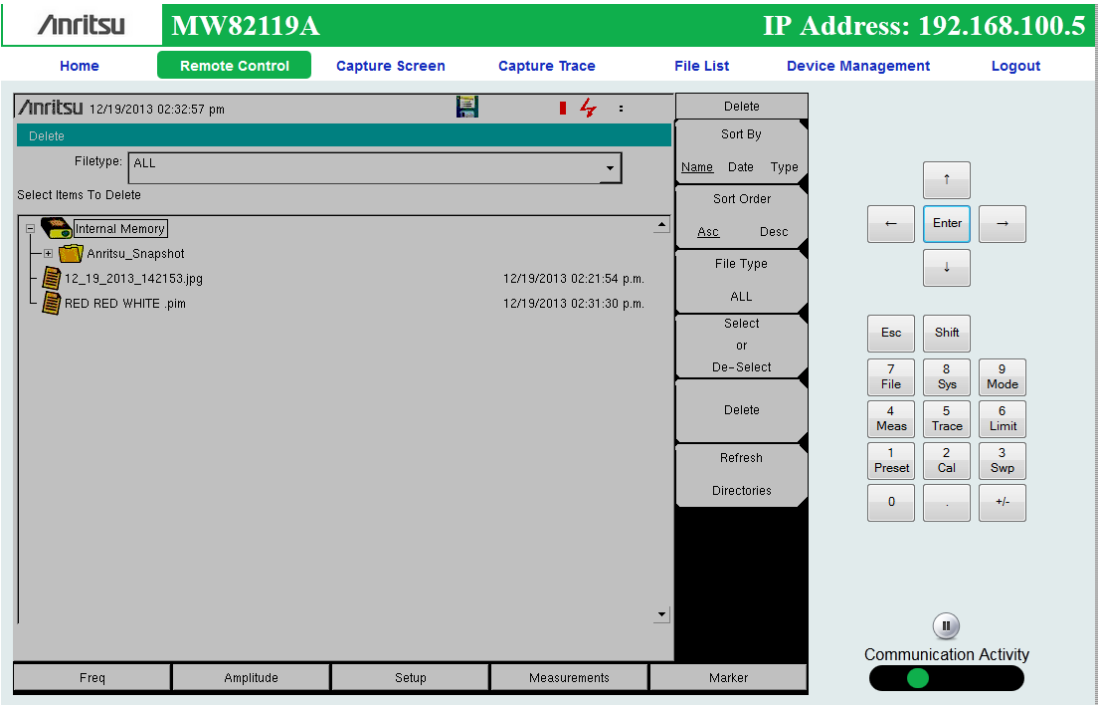 Anritsu MW82119A IP Address: 192.168.100.5
Home Remote Control Capture Screen Capture Trace File List Device Management Logout
Anritsu 12/19/2013 02:32:57 pm :
Delete
Filetype: ALL
Select Items To Delete
Internal Memory
Anritsu_Snapshot
12_19_2013_142153.jpg 12/19/2013 02:21:54 p.m.
RED RED WHITE .pim 12/19/2013 02:31:30 p.m.
Delete
Sort By
Name Date Type
Sort Order
Asc Desc
File Type
ALL
Select
or
De-Select
Delete
Refresh
Directories
Freq Amplitude Setup Measurements Marker
↑
← Enter →
↓
Esc Shift
7 8 9
File Sys Mode
4 5 6
Meas Trace Limit
1 2 3
Preset Cal Swp
0 . +/-
Communication Activity